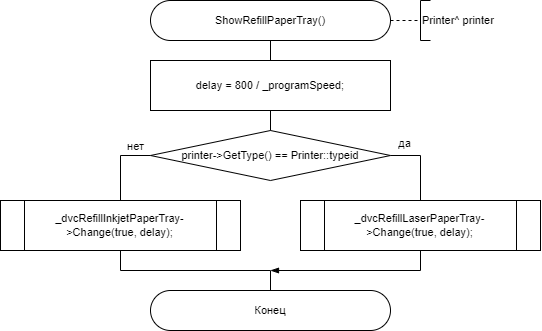 ShowRefillPaperTray()
Printer^ printer
delay = 800 / _programSpeed;
нет
да
printer->GetType() == Printer::typeid
_dvcRefillInkjetPaperTray-
>Change(true, delay);
_dvcRefillLaserPaperTray-
>Change(true, delay);
Конец